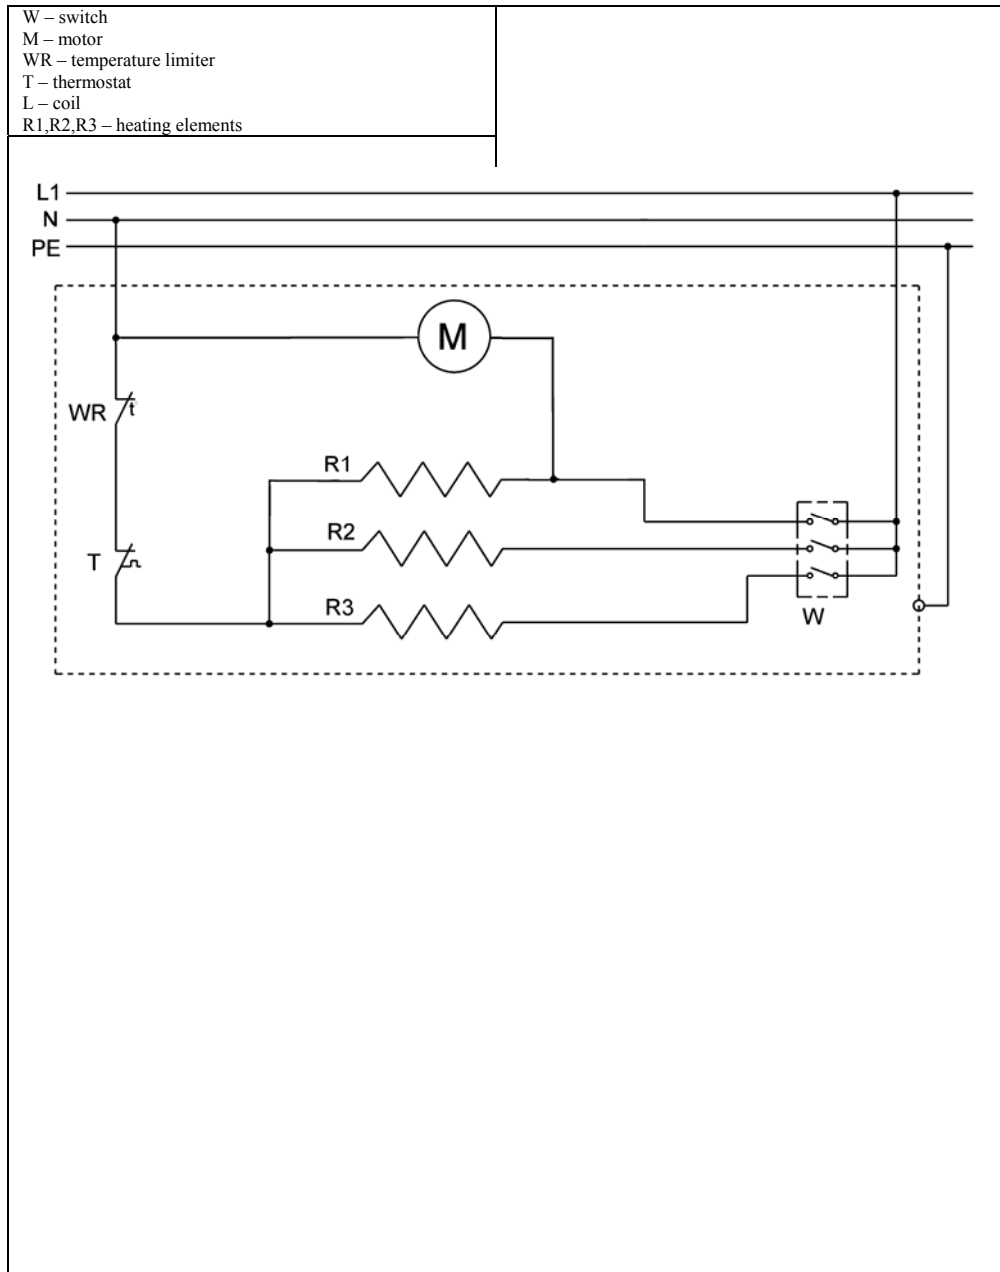 W – switch
M – motor
WR – temperature limiter
T – thermostat
L – coil
R1,R2,R3 – heating elements
L1
N
PE
M
WR
t
R1
R2
T
R3
W